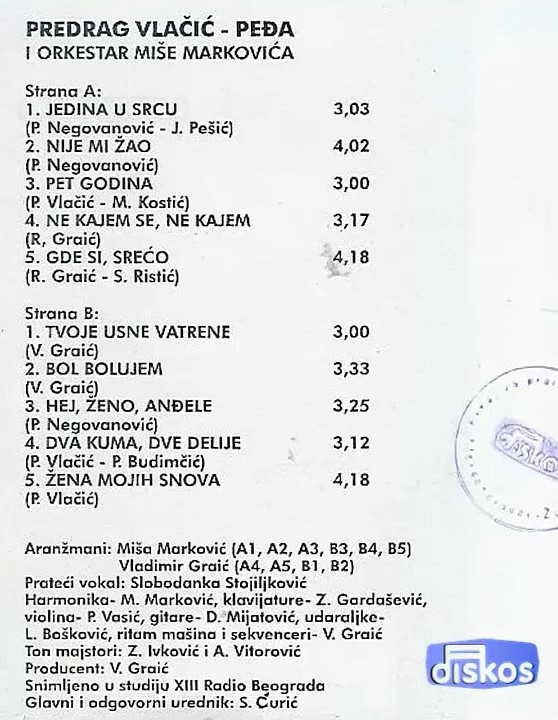 PREDRAG VLAČIĆ - PEĐA
I ORKESTAR MIŠE MARKOVIĆA
Strana A:
1. JEDINA U SRCU 3,03
(P. Negovanović - J. Pešić)
2. NIJE MI ŽAO 4,02
(P. Negovanović)
3. PET GODINA 3,00
(P. Vlačić - M. Kostić)
4. NE KAJEM SE, NE KAJEM 3,17
(R, Graić)
5. GDE SI, SREĆO 4,18
(R. Graić - S. Ristić)
Strana B:
1. TVOJE USNE VATRENE 3,00
(V. Graić)
2. BOL BOLUJEM 3,33
(V. Graić)
3. HEJ, ŽENO, ANĐELE 3,25
(P. Negovanović)
4. DVA KUMA, DVE DELIJE 3,12
(P. Vlačić - P. Budimčić)
5. ŽENA MOJIH SNOVA 4,18
(P. Vlačić)
Aranžmani: Miša Marković (A1, A2, A3, B3, B4, B5)
Vladimir Graić (A4, A5, B1, B2)
Prateći vokal: Slobodanka Stojiljković
Harmonika- M. Marković, klavijature- Z. Gardašević,
violina- P. Vasić, gitare- D. Mijatović, udaraljke-
L. Bošković, ritam mašina i sekvenceri- V. Graić
Ton majstori: Z. Ivković i A. Vitorović
Producent: V. Graić
Snimljeno u studiju XIII Radio Beograda
Glavni i odgovorni urednik: S. Ćurić
diskos